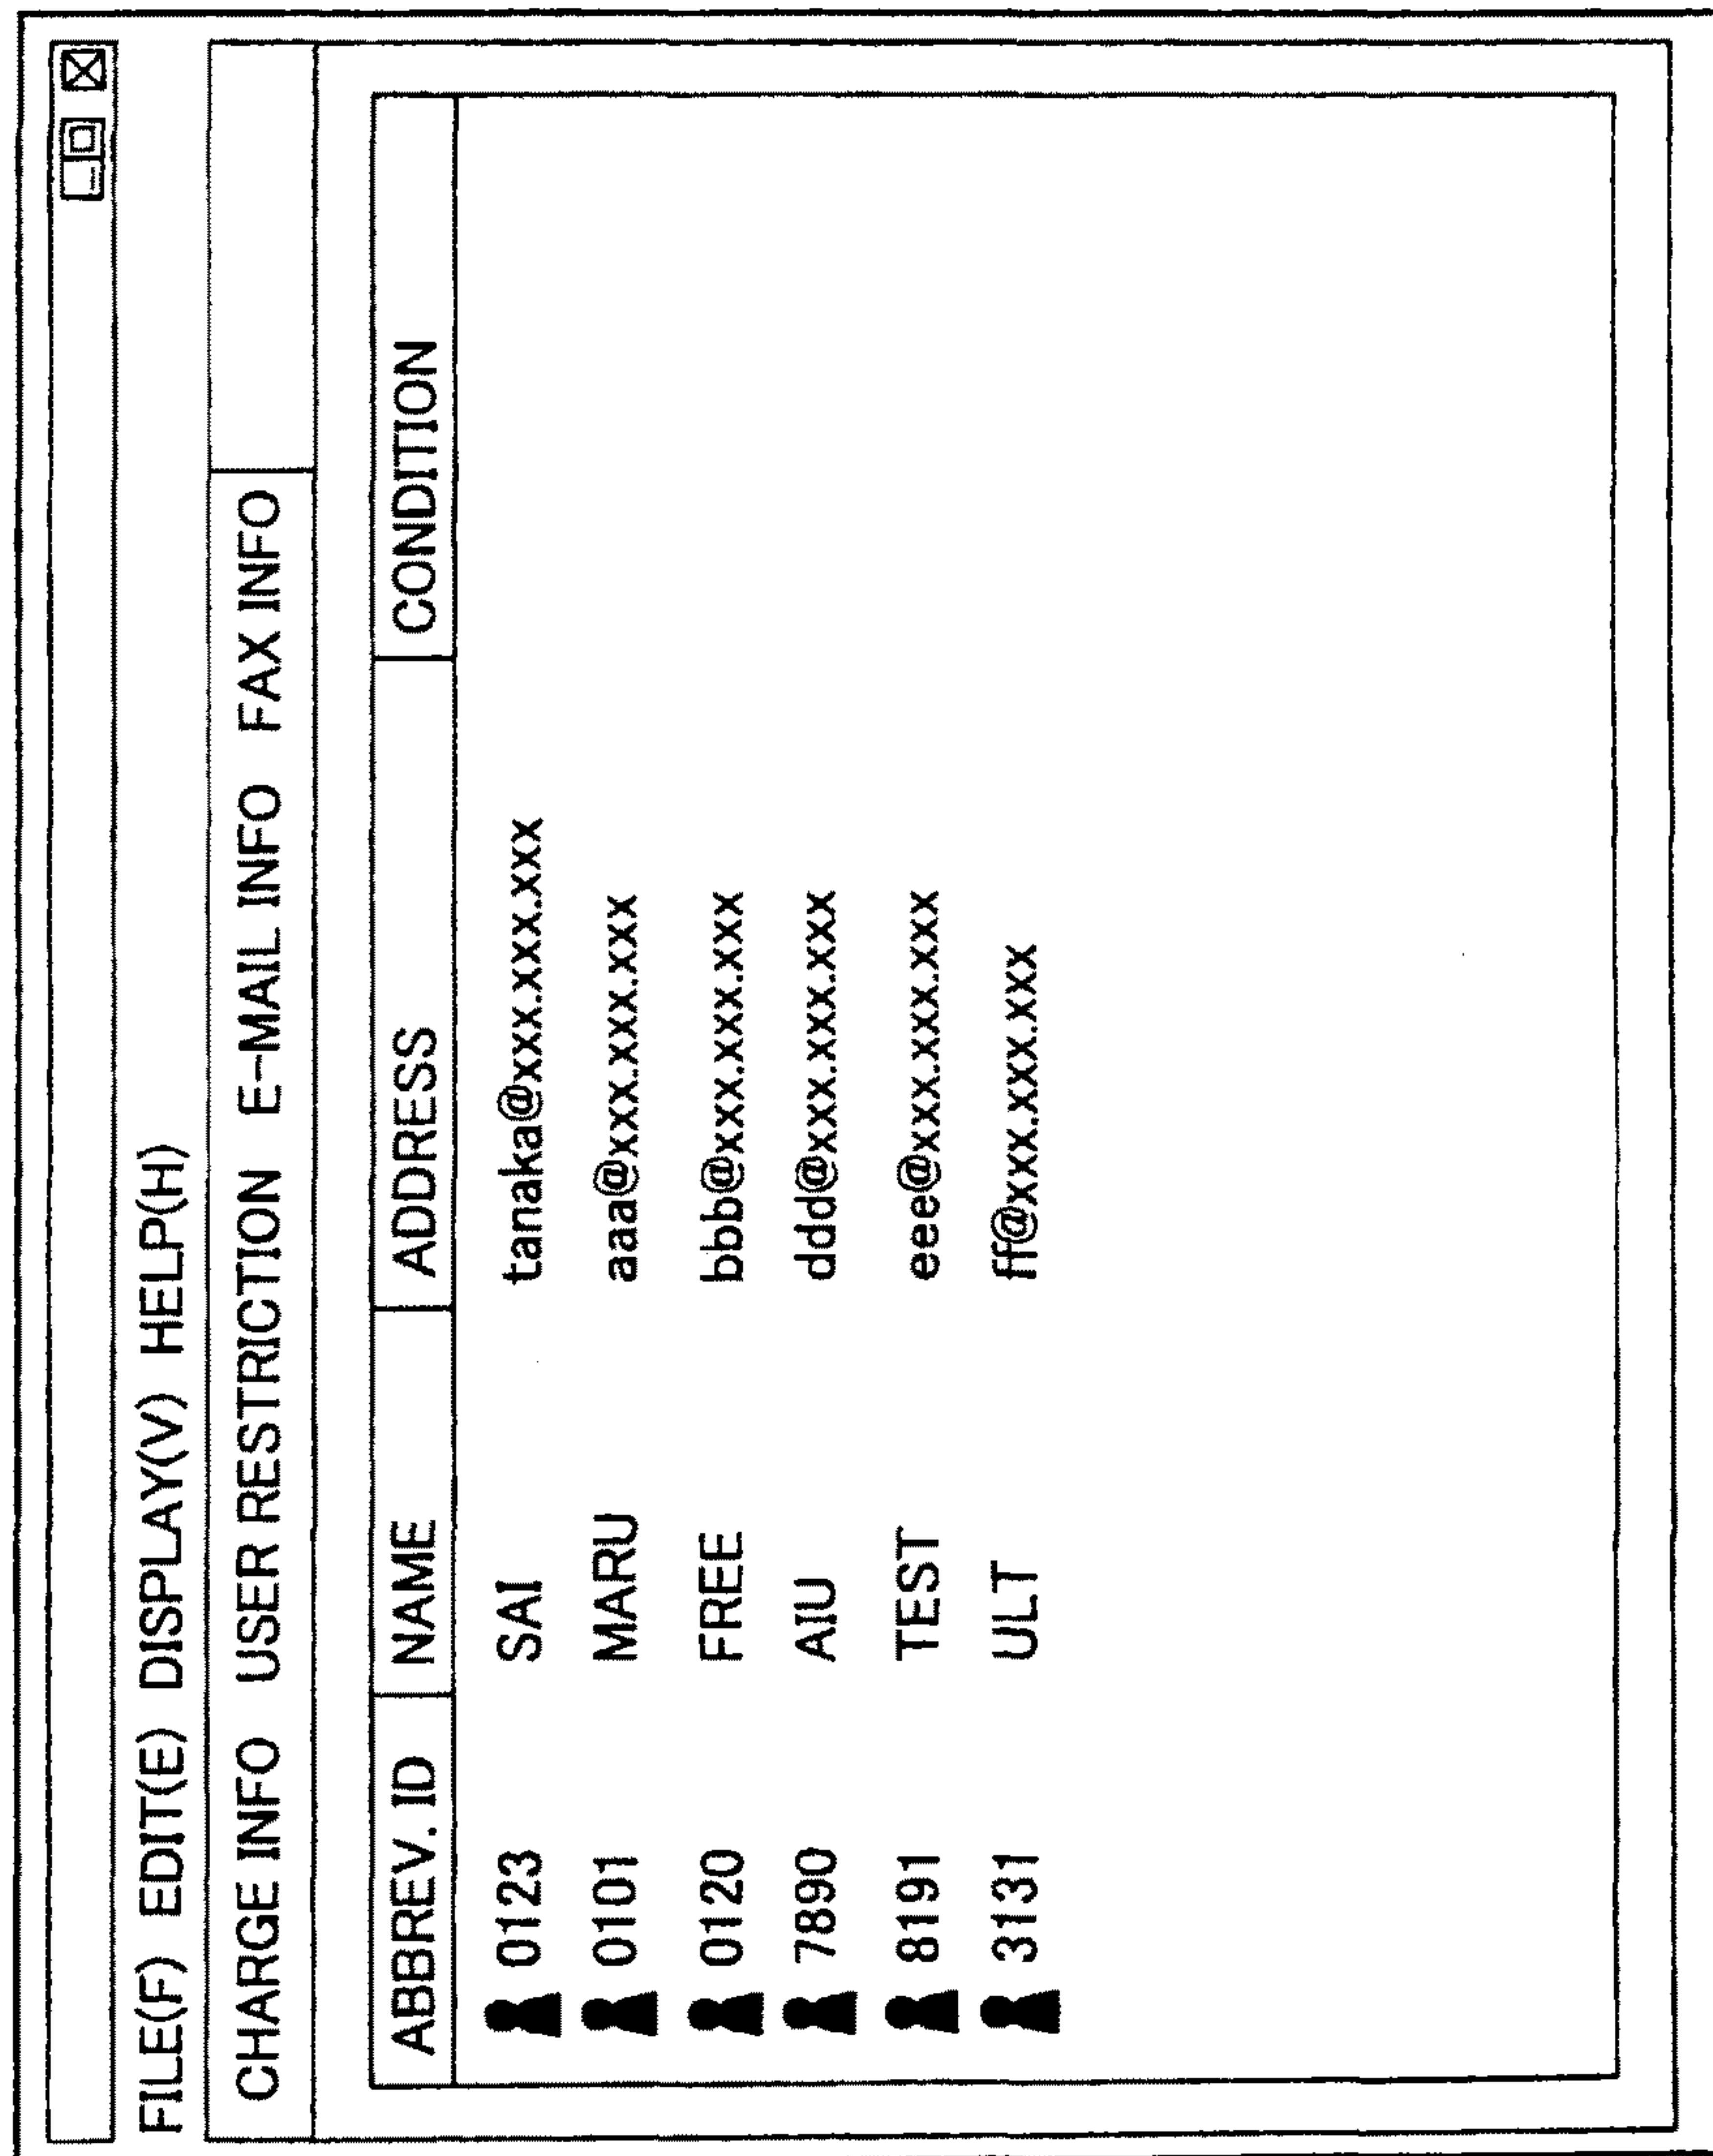 FILE(F) EDIT(E) DISPLAY(V) HELP(H)
CHARGE INFO USER RESTRICTION E-MAIL INFO FAX INFO
ABBREV. ID NAME ADDRESS CONDITION
0123 SAI tanaka@xxx.xxx.xxx
0101 MARU aaa@xxx.xxx.xxx
0120 FREE bbb@xxx.xxx.xxx
7890 AIU ddd@xxx.xxx.xxx
8191 TEST eee@xxx.xxx.xxx
3131 ULT ff@xxx.xxx.xxx